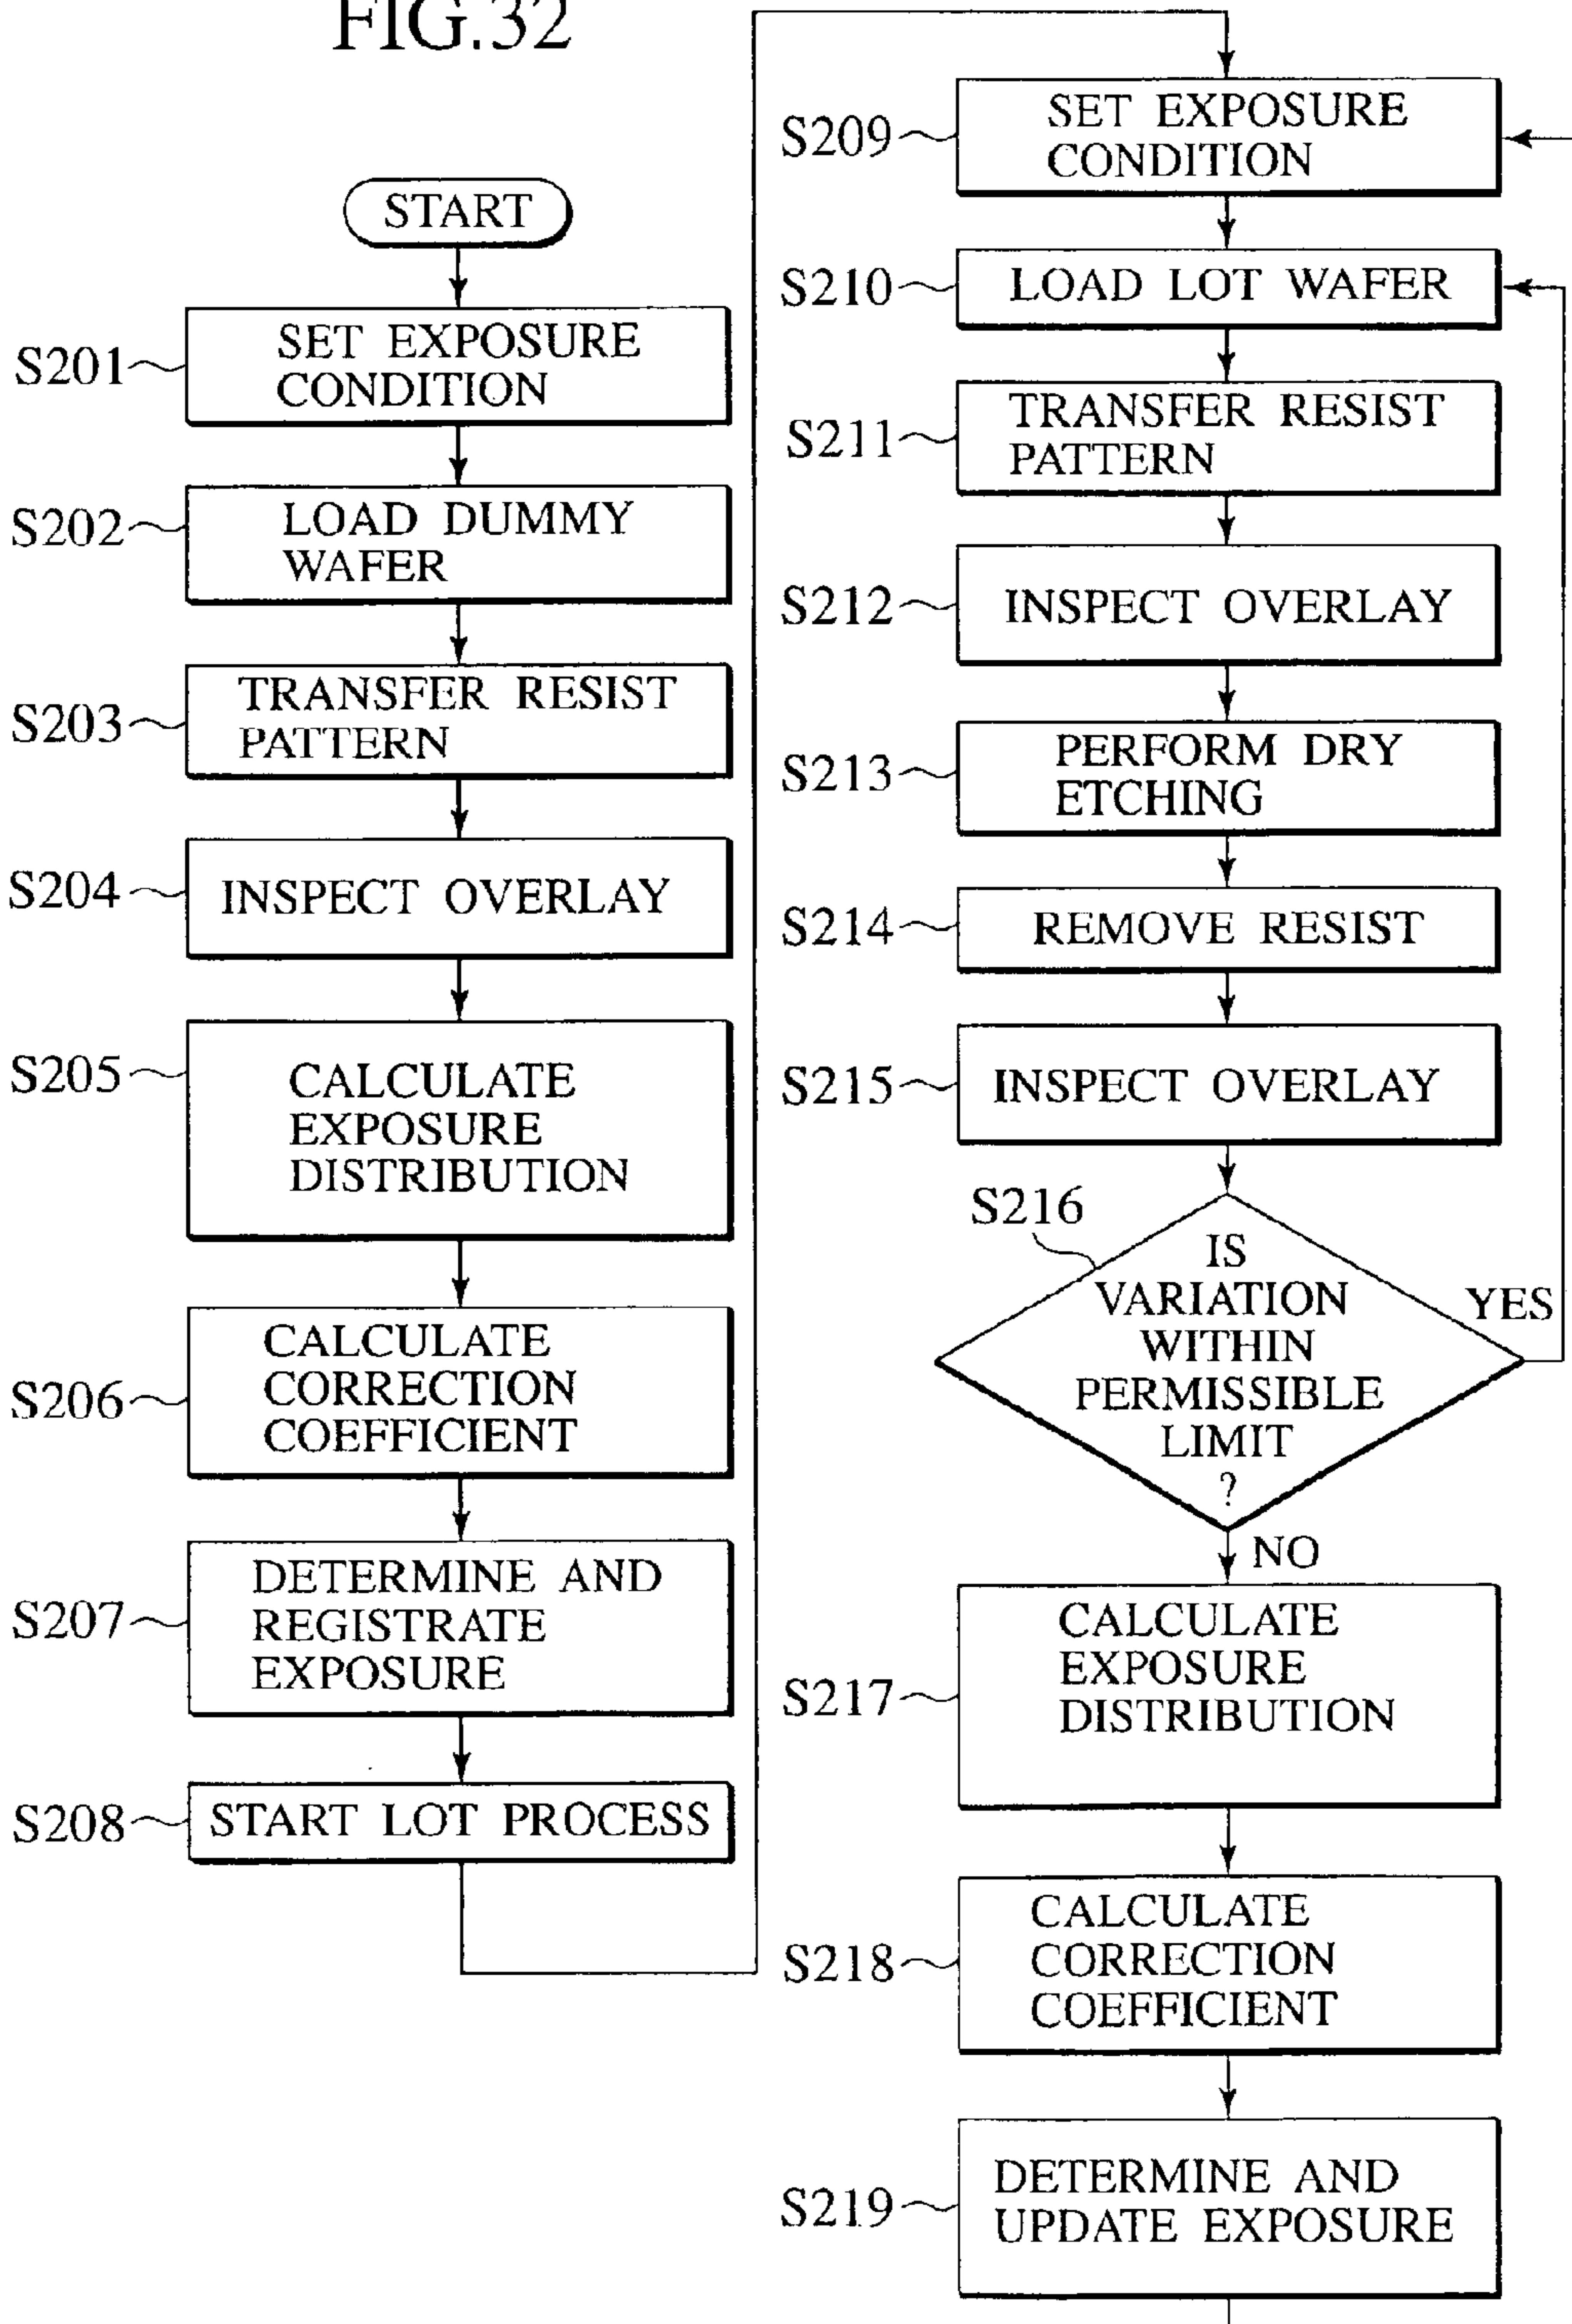 FIG.32
START
S201
SET EXPOSURE
CONDITION
S202
LOAD DUMMY
WAFER
S203
TRANSFER RESIST
PATTERN
S204
INSPECT OVERLAY
S205
CALCULATE
EXPOSURE
DISTRIBUTION
S206
CALCULATE
CORRECTION
COEFFICIENT
S207
DETERMINE AND
REGISTRATE
EXPOSURE
S208
START LOT PROCESS
S209
SET EXPOSURE
CONDITION
S210
LOAD LOT WAFER
S211
TRANSFER RESIST
PATTERN
S212
INSPECT OVERLAY
S213
PERFORM DRY
ETCHING
S214
REMOVE RESIST
S215
INSPECT OVERLAY
S216
IS
VARIATION
WITHIN
PERMISSIBLE
LIMIT
?
YES
NO
S217
CALCULATE
EXPOSURE
DISTRIBUTION
S218
CALCULATE
CORRECTION
COEFFICIENT
S219
DETERMINE AND
UPDATE EXPOSURE